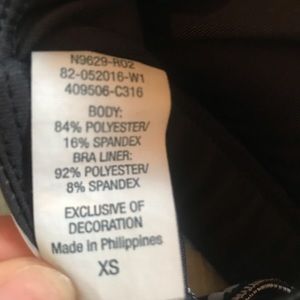 N9629-R02
82-052016-W1
409506-C316
BODY:
84% POLYESTER/
16% SPANDEX
BRA LINER:
92% POLYESTER/
8% SPANDEX
EXCLUSIVE OF
DECORATION
Made in Philippines
XS